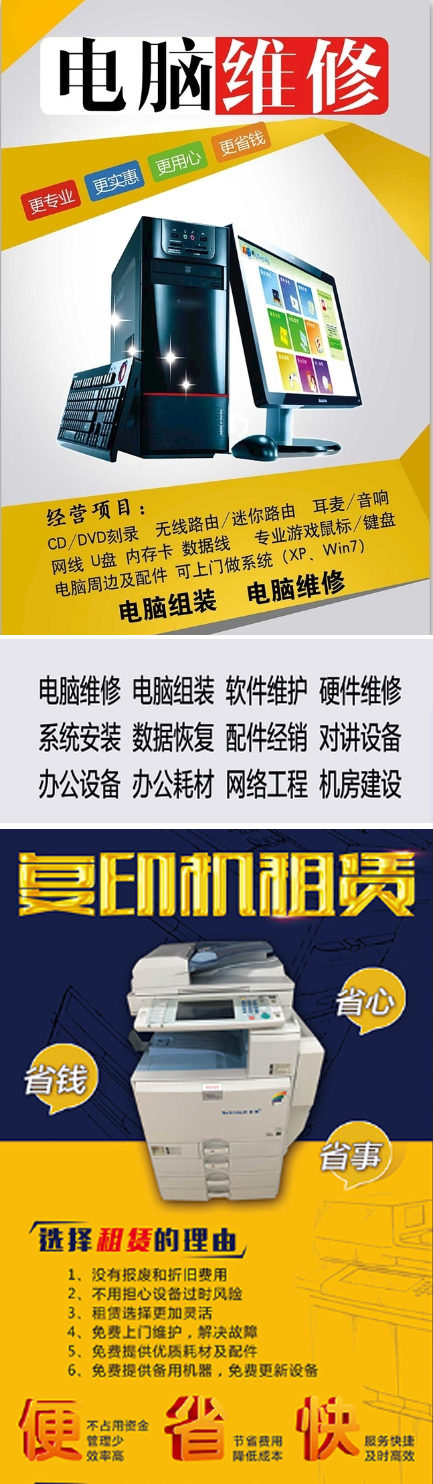 电脑维修
更专业 更实惠 更用心 更省钱
经营项目：
CD/DVD刻录 无线路由/迷你路由 耳麦/音响
网线 U盘 内存卡 数据线 专业游戏鼠标/键盘
电脑周边及配件 可上门做系统（XP、Win7）
电脑组装 电脑维修
电脑维修 电脑组装 软件维护 硬件维修
系统安装 数据恢复 配件经销 对讲设备
办公设备 办公耗材 网络工程 机房建设
复印机租赁
省心
省钱
省事
选择租赁的理由
1、没有报废和折旧费用
2、不用担心设备过时风险
3、租赁选择更加灵活
4、免费上门维护，解决故障
5、免费提供优质耗材及配件
6、免费提供备用机器，免费更新设备
便
不占用资金
管理少
效率高
省
节省费用
降低成本
快
服务快捷
及时高效